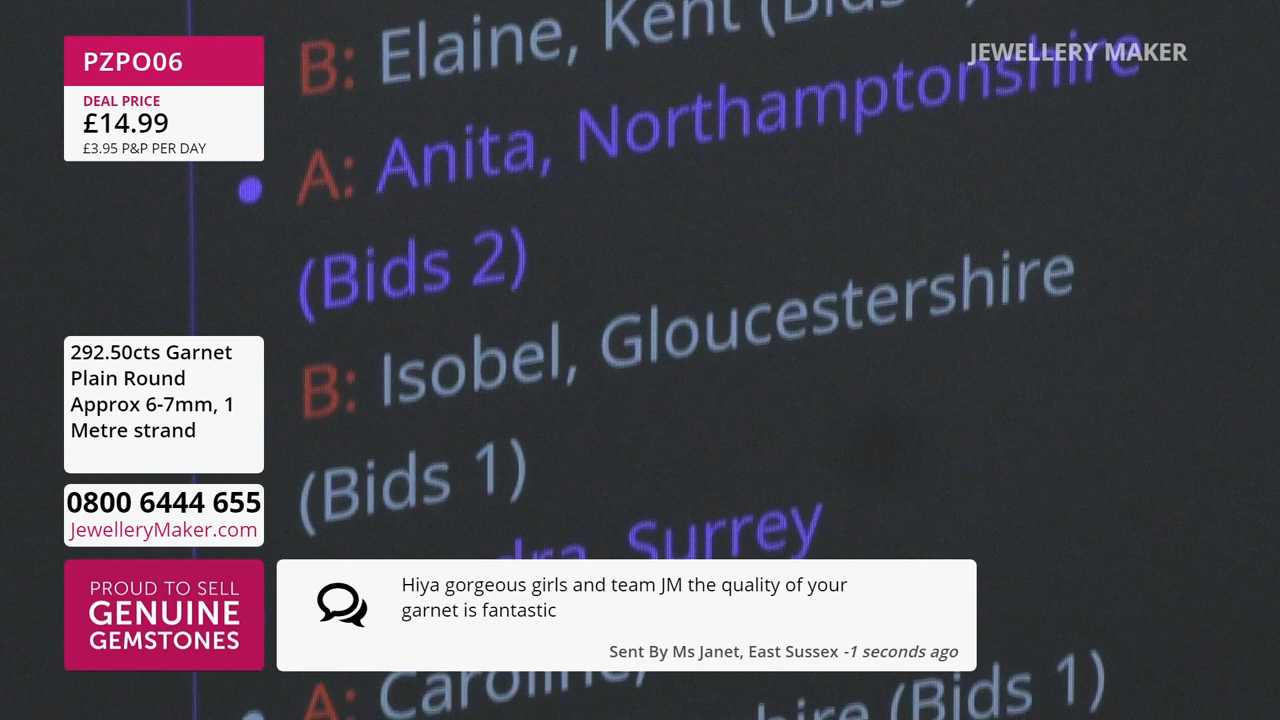 B: Elaine, Kent (Bids
JEWELLERY MAKER
PZPO06
DEAL PRICE
£14.99
£3.95 P&P PER DAY
A: Anita, Northamptonshire
(Bids 2)
B: Isobel, Gloucestershire
(Bids 1)
292.50cts Garnet
Plain Round
Approx 6-7mm, 1
Metre strand
0800 6444 655
JewelleryMaker.com
Surrey
PROUD TO SELL
GENUINE
GEMSTONES
Hiya gorgeous girls and team JM the quality of your
garnet is fantastic
Sent By Ms Janet, East Sussex -1 seconds ago
A: Caroline,
(Bids 1)